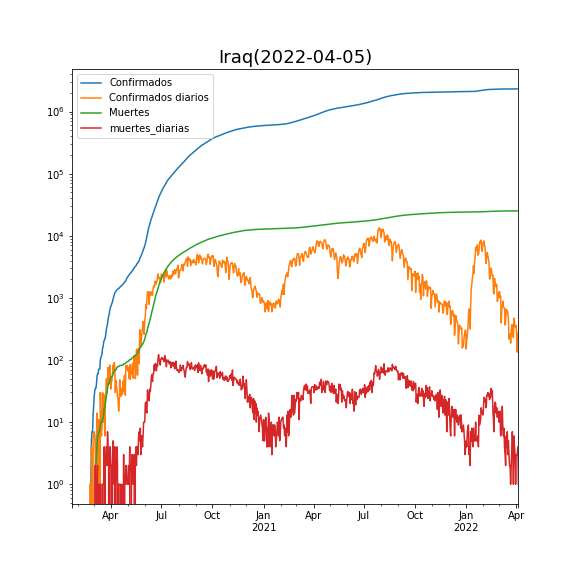 Iraq(2022-04-05)
Confirmados
Confirmados diarios
Muertes
muertes_diarias
10⁶
10⁵
10⁴
10³
10²
10¹
10⁰
Apr Jul Oct Jan Apr Jul Oct Jan Apr
2021 2022